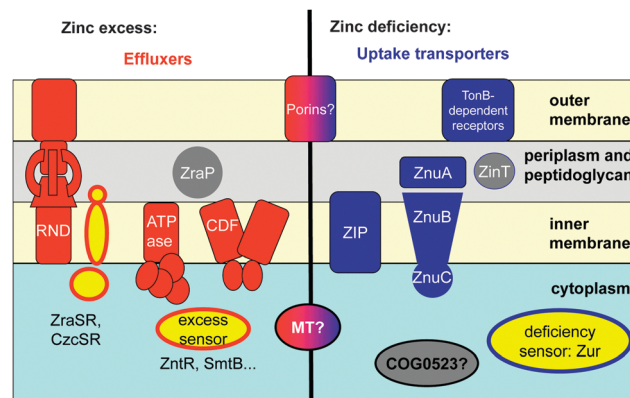 Zinc excess:
Zinc deficiency:
Effluxers
Uptake transporters
Porins?
TonB-
dependent
receptors
outer
membrane
ZraP
ZnuA
ZinT
periplasm and
peptidoglycan
RND
ATP
ase
CDF
ZIP
ZnuB
inner
membrane
ZnuC
cytoplasm
ZraSR,
CzcSR
excess
sensor
ZntR, SmtB...
MT?
COG0523?
deficiency
sensor: Zur